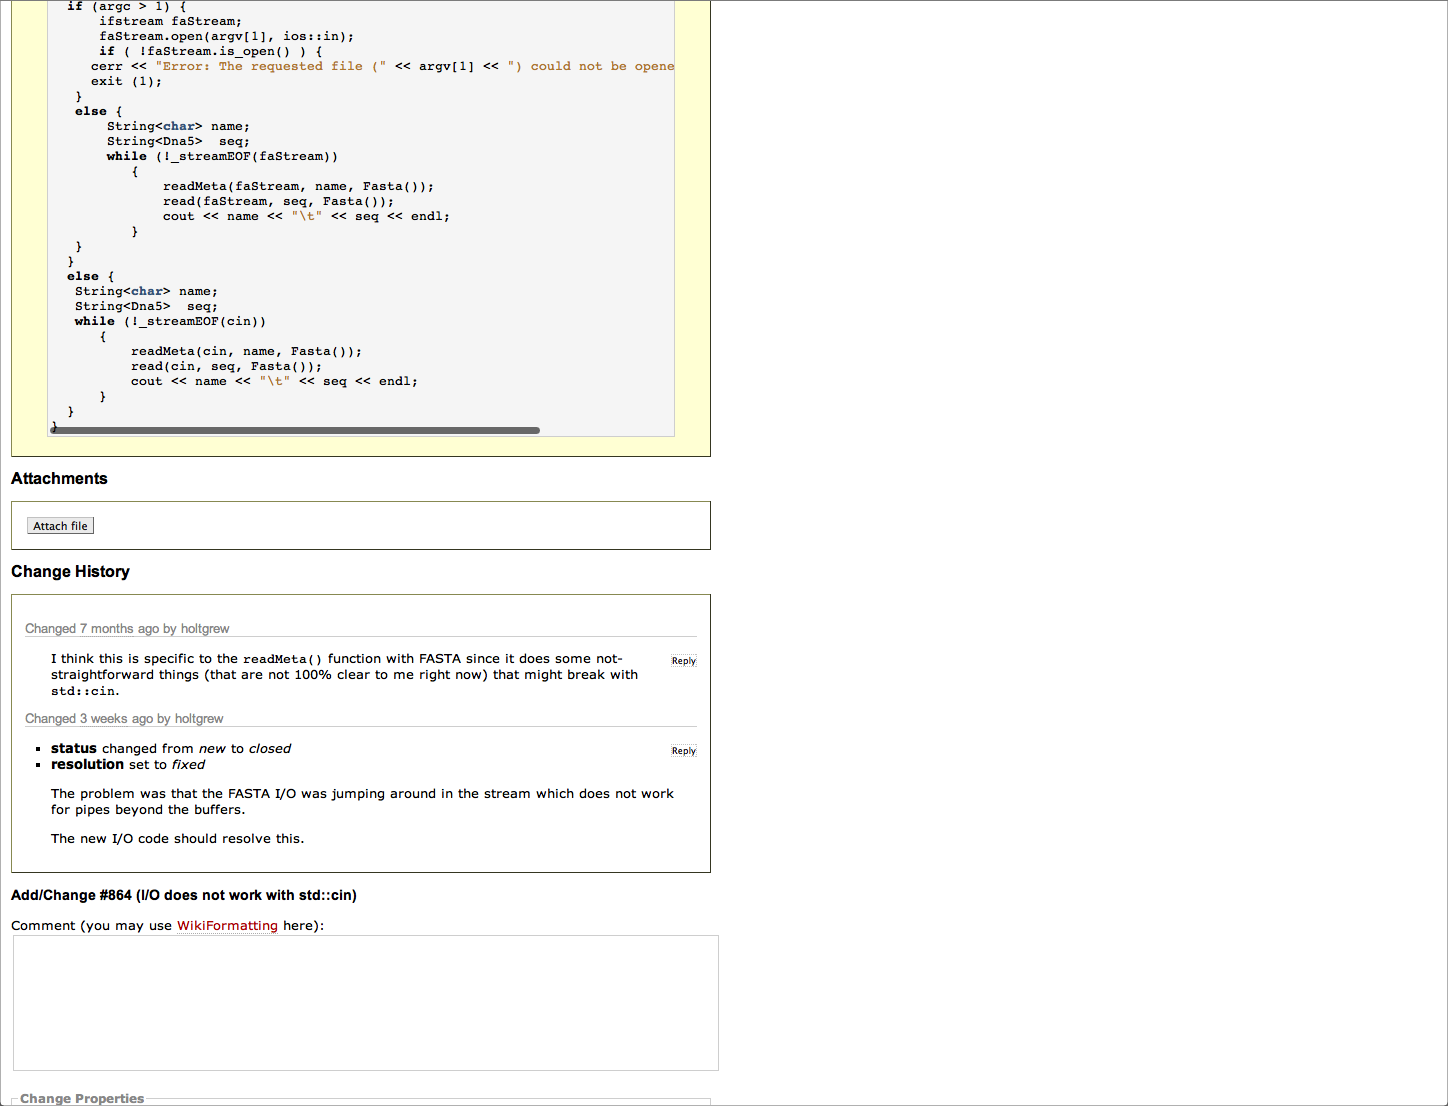 if (argc > 1) {
ifstream faStream;
faStream.open(argv[1], ios::in);
if ( !faStream.is_open() ) {
cerr << "Error: The requested file (" << argv[1] << ") could not be opene
exit (1);
}
else {
String<char> name;
String<Dna5>  seq;
while (!_streamEOF(faStream))
{
readMeta(faStream, name, Fasta());
read(faStream, seq, Fasta());
cout << name << "\t" << seq << endl;
}
}
}
else {
String<char> name;
String<Dna5>  seq;
while (!_streamEOF(cin))
{
readMeta(cin, name, Fasta());
read(cin, seq, Fasta());
cout << name << "\t" << seq << endl;
}
}
}
Attachments
Attach file
Change History
Changed 7 months ago by holtgrew
I think this is specific to the readMeta() function with FASTA since it does some not-
Reply
straightforward things (that are not 100% clear to me right now) that might break with
std::cin.
Changed 3 weeks ago by holtgrew
status changed from new to closed
Reply
resolution set to fixed
The problem was that the FASTA I/O was jumping around in the stream which does not work
for pipes beyond the buffers.
The new I/O code should resolve this.
Add/Change #864 (I/O does not work with std::cin)
Comment (you may use WikiFormatting here):
Change Properties